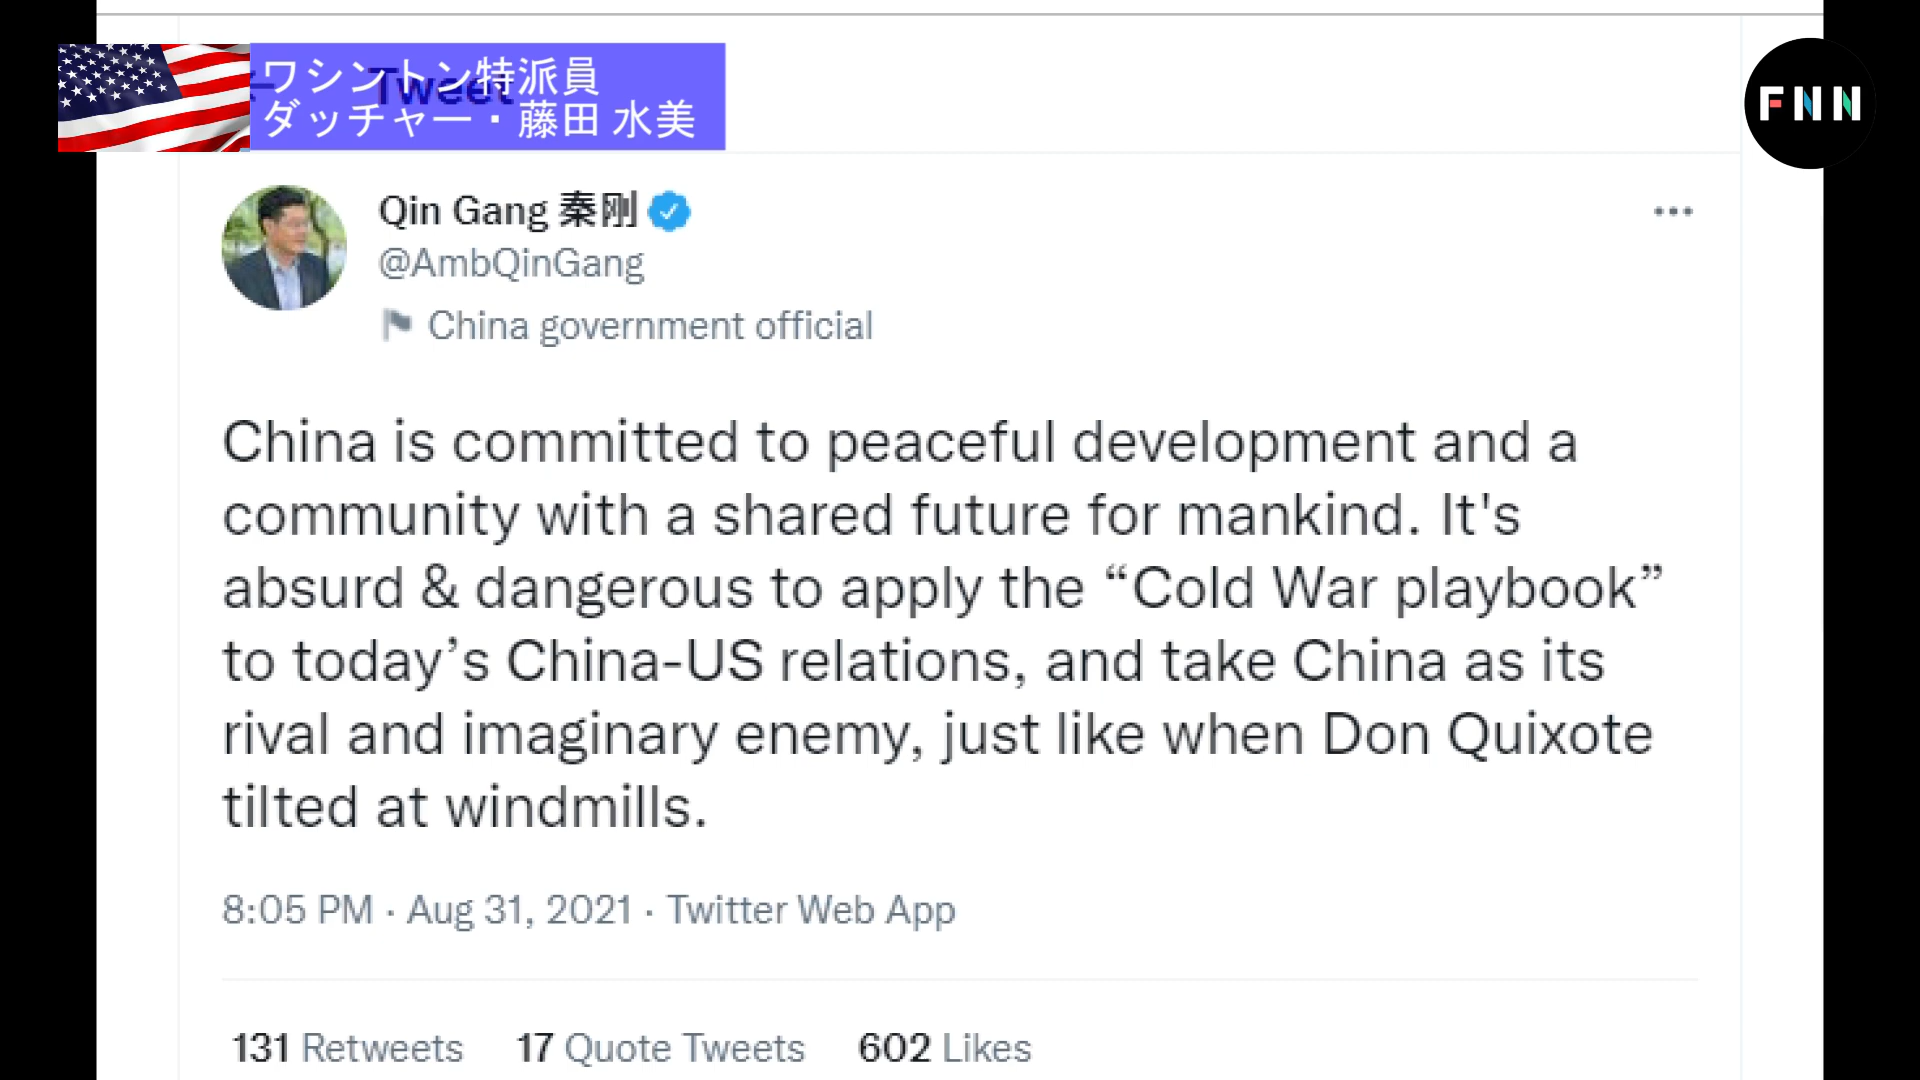 Tweet
ワシントン特派員
ダッチャー・藤田 水美
FNN
Qin Gang 秦刚
@AmbQinGang
China government official
China is committed to peaceful development and a
community with a shared future for mankind. It's
absurd & dangerous to apply the “Cold War playbook”
to today’s China-US relations, and take China as its
rival and imaginary enemy, just like when Don Quixote
tilted at windmills.
8:05 PM · Aug 31, 2021 · Twitter Web App
131 Retweets 17 Quote Tweets 602 Likes